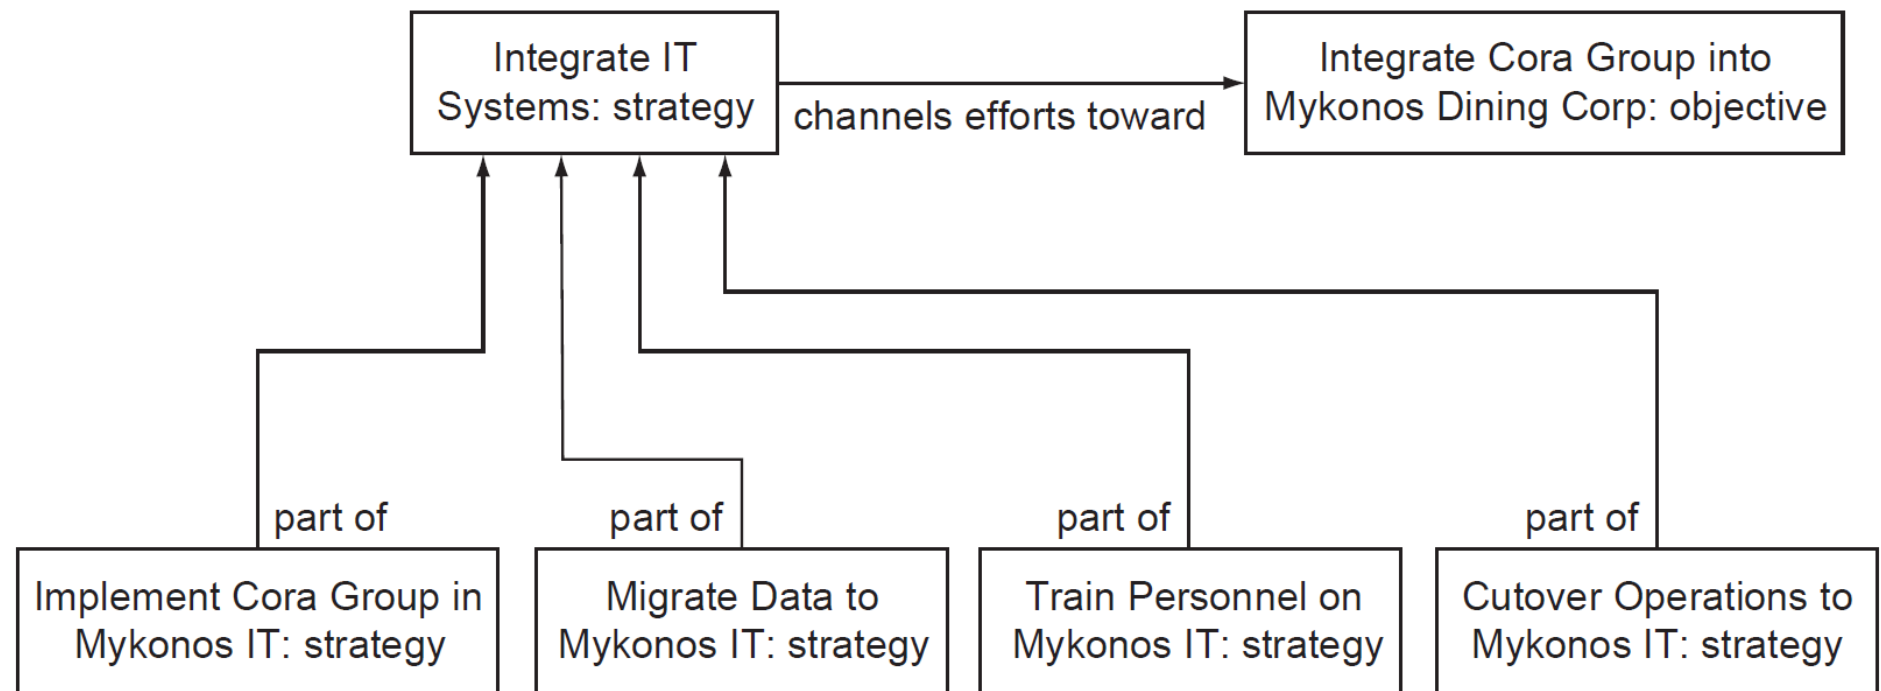 Integrate IT
Systems: strategy
channels efforts toward
Integrate Cora Group into
Mykonos Dining Corp: objective
part of
part of
part of
part of
Implement Cora Group in
Mykonos IT: strategy
Migrate Data to
Mykonos IT: strategy
Train Personnel on
Mykonos IT: strategy
Cutover Operations to
Mykonos IT: strategy